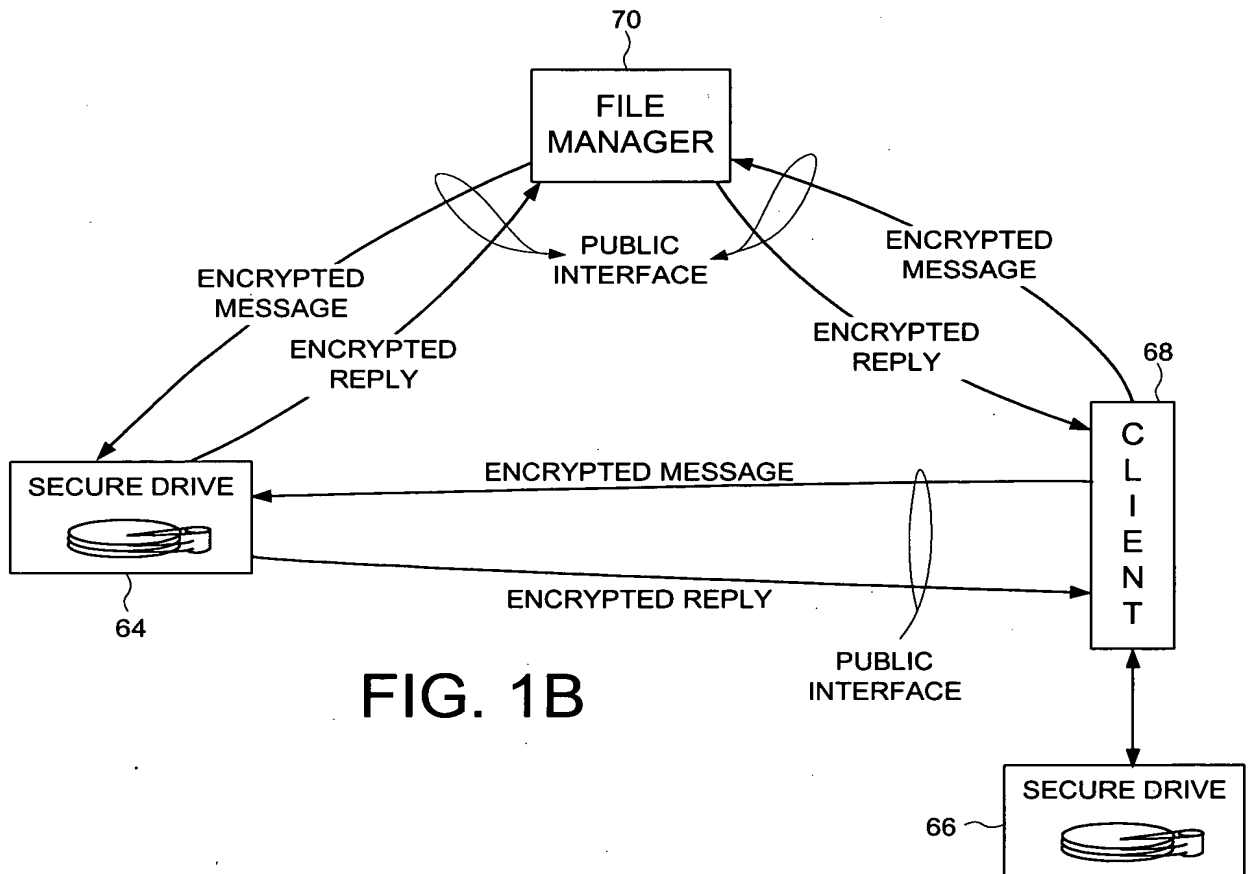 70
FILE
MANAGER
PUBLIC
INTERFACE
ENCRYPTED
MESSAGE
ENCRYPTED
MESSAGE
ENCRYPTED
REPLY
ENCRYPTED
REPLY
68
CLIENT
SECURE DRIVE
64
ENCRYPTED MESSAGE
ENCRYPTED REPLY
PUBLIC
INTERFACE
FIG. 1B
SECURE DRIVE
66